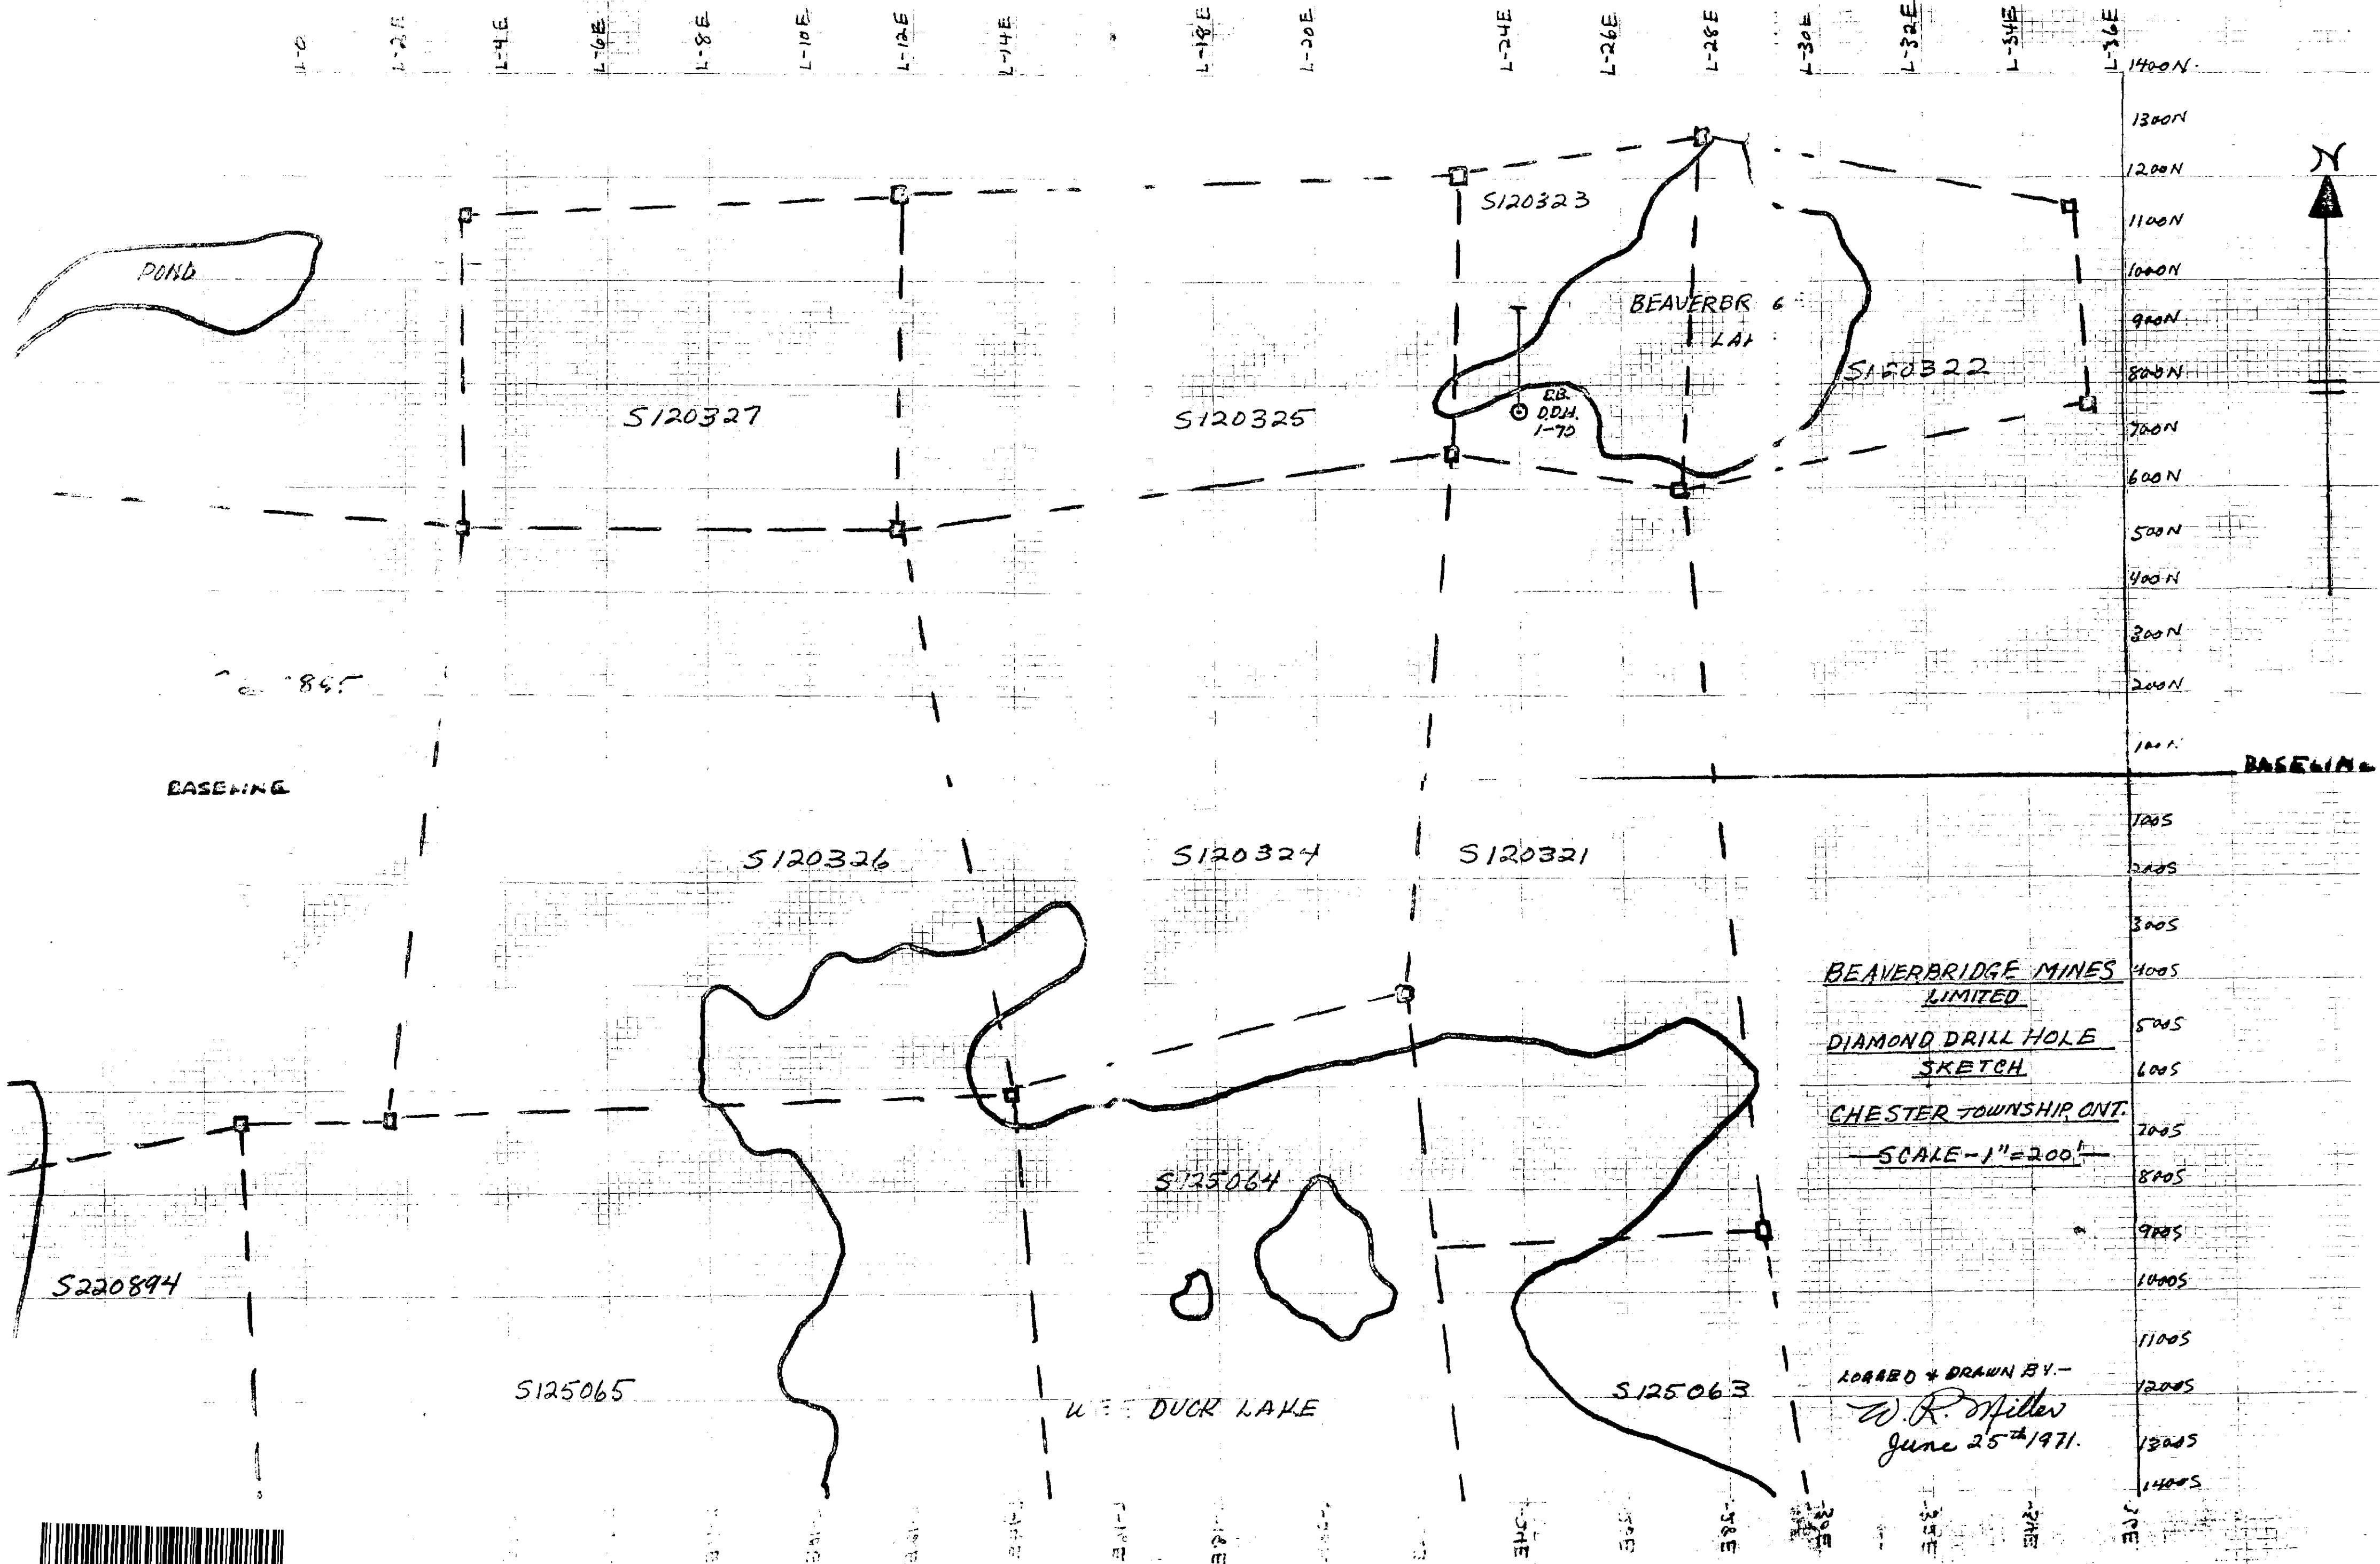 L-0
L-2E
L-4E
L-6E
L-8E
L-10E
L-12E
L-14E
L-18E
L-20E
L-24E
L-26E
L-28E
L-30E
L-32E
L-34E
L-36E
1400N
1300N
1200N
1100N
1000N
900N
800N
700N
600N
500N
400N
300N
200N
100N
N
POND
S120323
BEAVERBR
S120322
S120327
S120325
E.B.
D.D.H.
1-70
BASELINE
BASELINE
S120326
S120324
S120321
100S
200S
300S
400S
500S
600S
700S
800S
900S
1000S
1100S
1200S
1300S
1400S
BEAVERBRIDGE MINES
LIMITED
DIAMOND DRILL HOLE
SKETCH
CHESTER TOWNSHIP, ONT.
SCALE - 1" = 200'
S125064
S220894
S125065
DUCK LAKE
S125063
LOGGED & DRAWN BY.-
W. R. Miller
June 25th 1971.